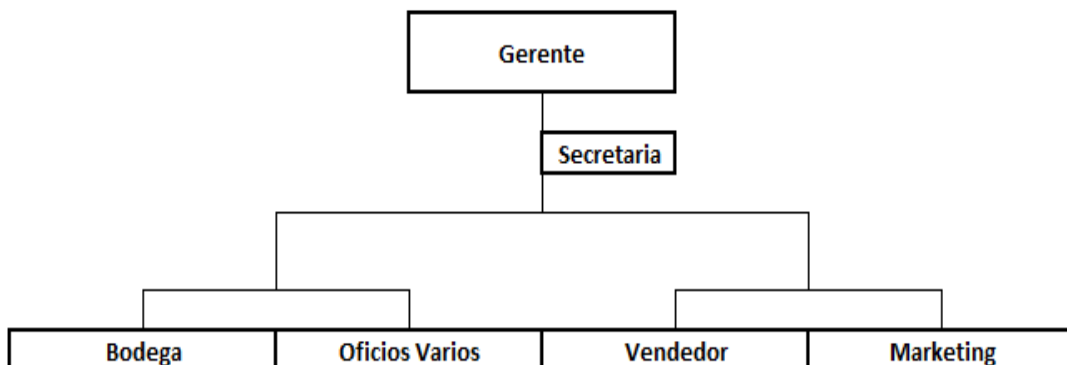 Gerente
Secretaria
Bodega
Oficios Varios
Vendedor
Marketing